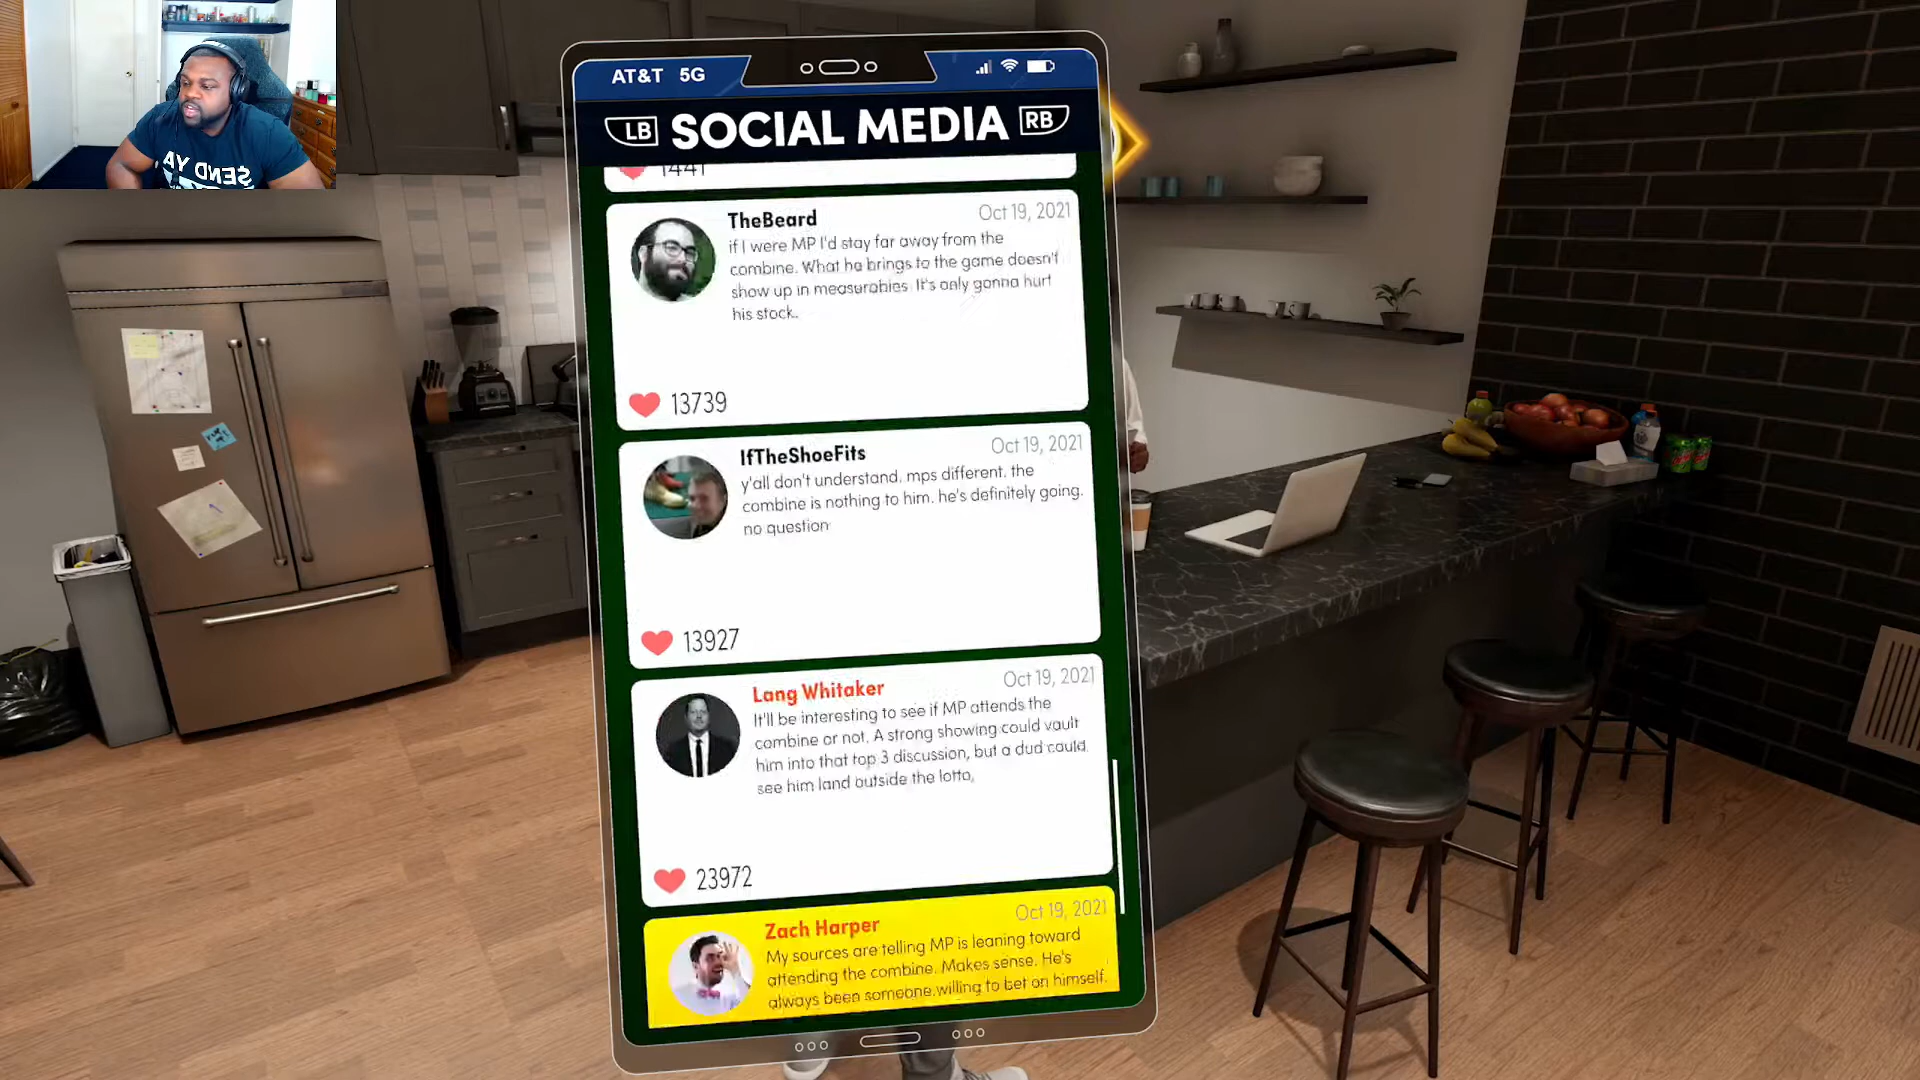 AT&T 5G
LB SOCIAL MEDIA RB
1441
TheBeard Oct 19, 2021
if I were MP I'd stay far away from the
combine. What he brings to the game doesn't
show up in measurables. It's only gonna hurt
his stock.
13739
IfTheShoeFits Oct 19, 2021
y'all don't understand. mps different. the
combine is nothing to him. he's definitely going.
no question
13927
Lang Whitaker Oct 19, 2021
It'll be interesting to see if MP attends the
combine or not. A strong showing could vault
him into that top 3 discussion, but a dud could
see him land outside the lotto.
23972
Zach Harper Oct 19, 2021
My sources are telling MP is leaning toward
attending the combine. Makes sense. He's
always been someone willing to bet on himself.